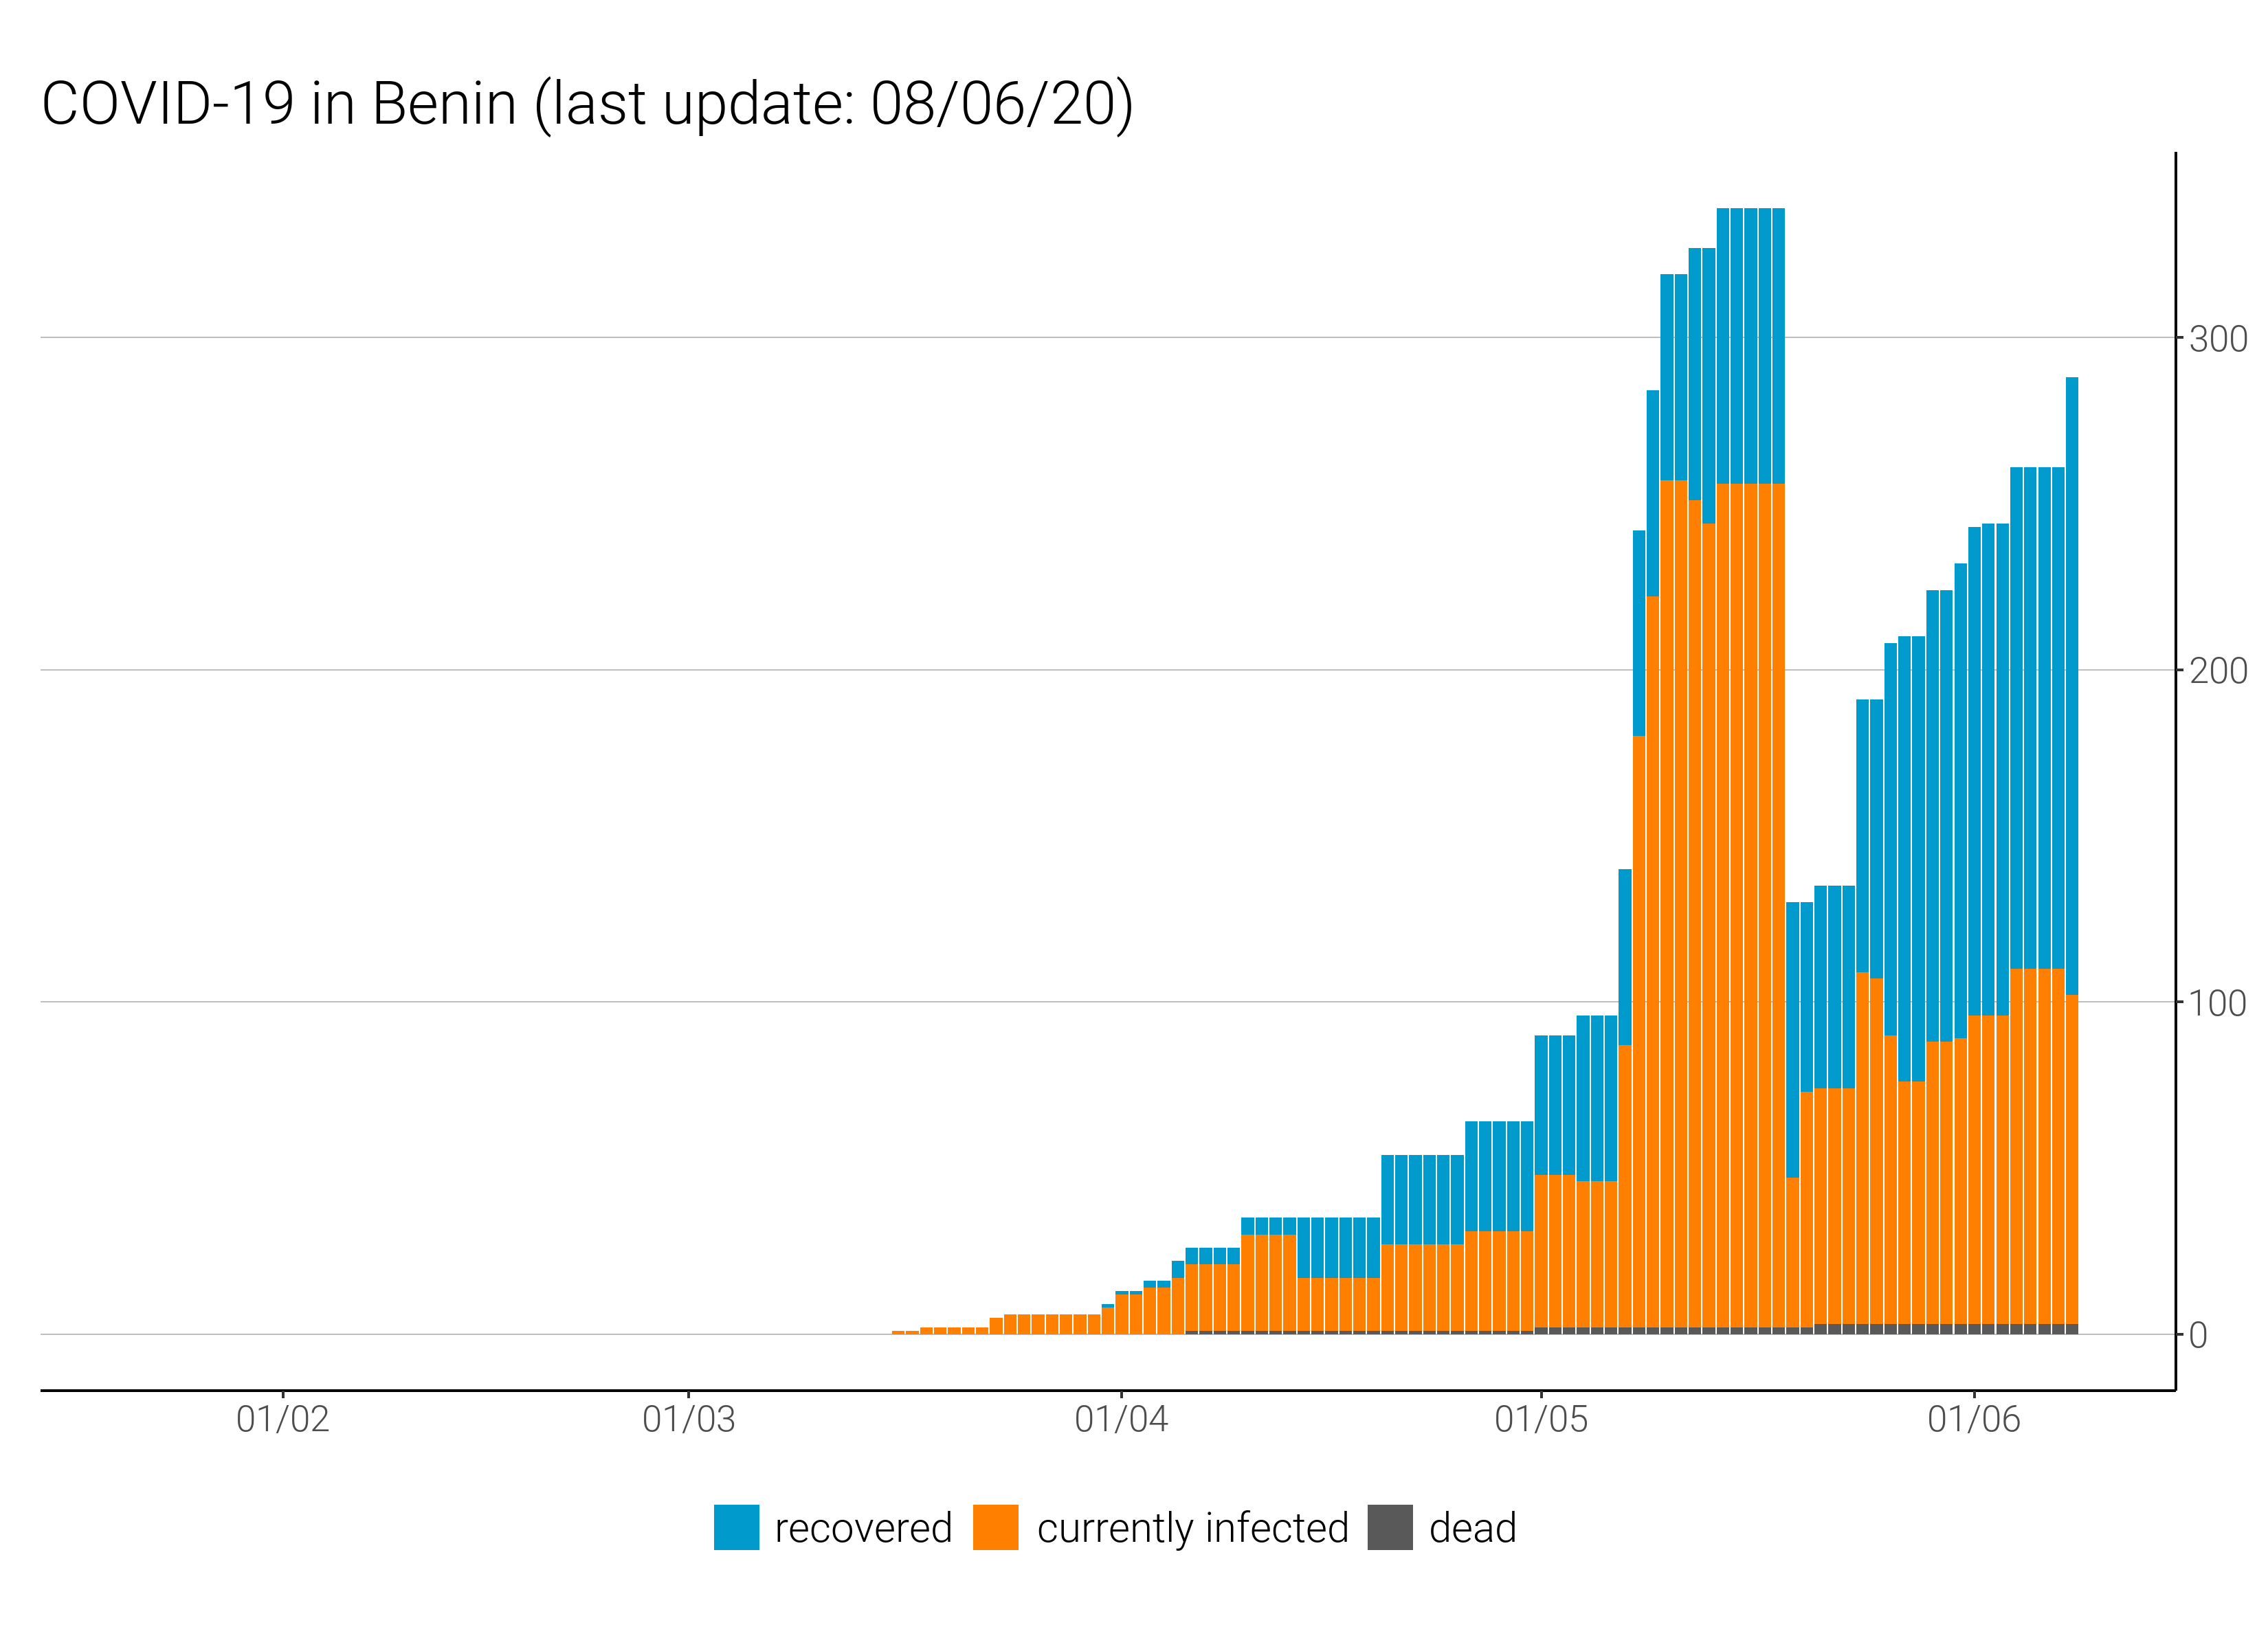 COVID-19 in Benin (last update: 08/06/20)
300
200
100
0
01/02 01/03 01/04 01/05 01/06
recovered currently infected dead